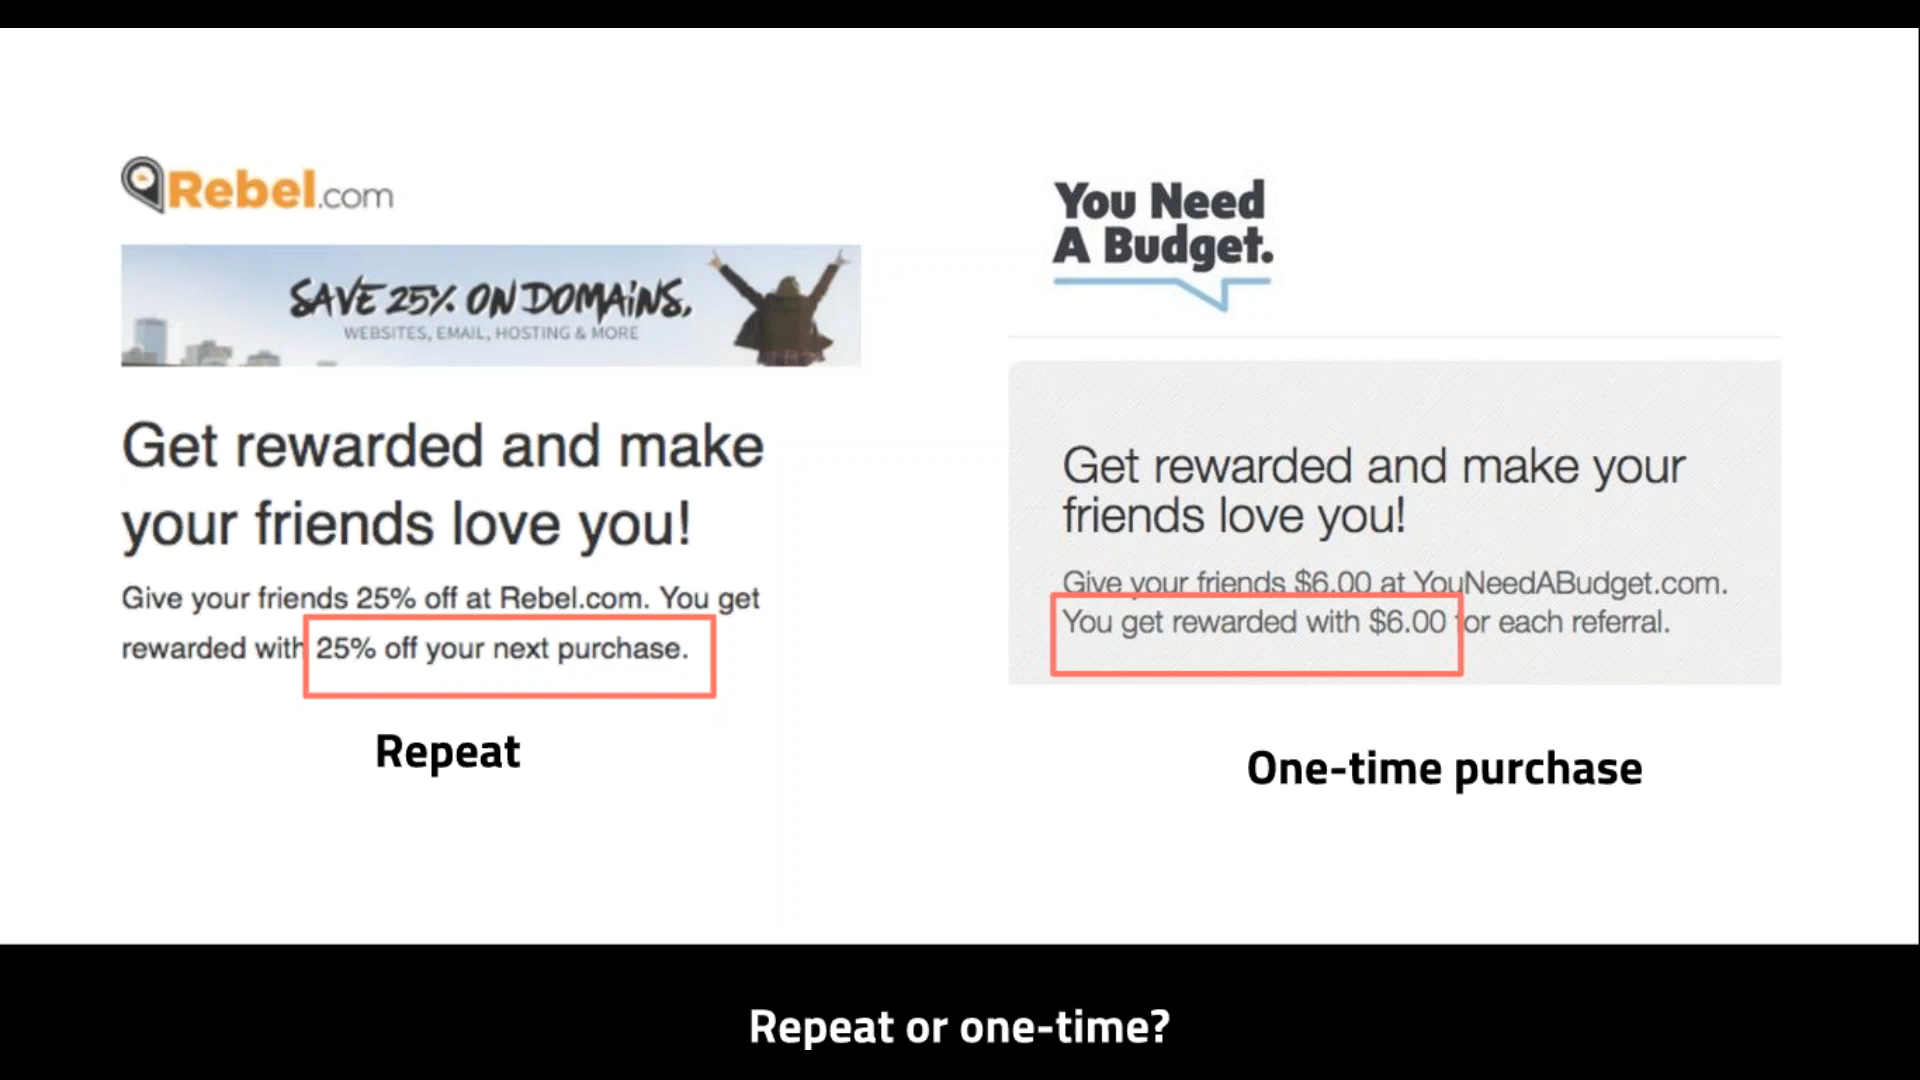 Rebel.com
SAVE 25% ON DOMAINS,
WEBSITES, EMAIL, HOSTING & MORE
Get rewarded and make
your friends love you!
Give your friends 25% off at Rebel.com. You get
rewarded with 25% off your next purchase.
Repeat
You Need
A Budget.
Get rewarded and make your
friends love you!
Give your friends $6.00 at YouNeedABudget.com.
You get rewarded with $6.00 for each referral.
One-time purchase
Repeat or one-time?